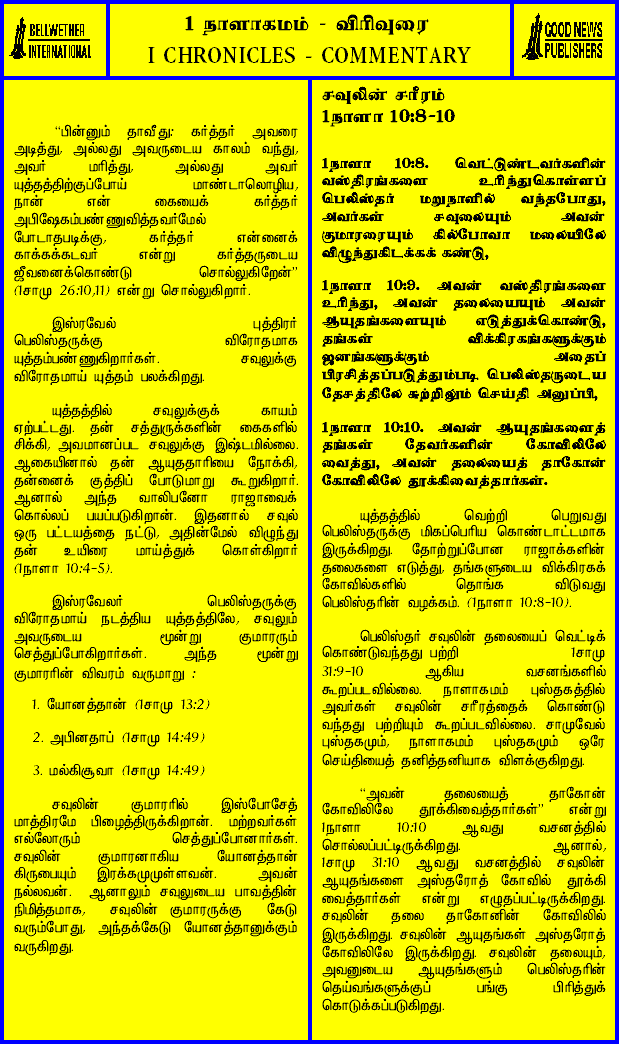 BELLWETHER
INTERNATIONAL
1 நாளாகமம் - விரிவுரை
I CHRONICLES - COMMENTARY
GOOD NEWS
PUBLISHERS
“பின்னும் தாவீது: கர்த்தர் அவரை
அடித்து, அல்லது அவருடைய காலம் வந்து,
அவர் மரித்து, அல்லது அவர்
யுத்தத்திற்குப்போய் மாண்டாலொழிய,
நான் என் கையைக் கர்த்தர்
அபிஷேகம்பண்ணுவித்தவர்மேல்
போடாதபடிக்கு, கர்த்தர் என்னைக்
காக்கக்கடவர் என்று கர்த்தருடைய
ஜீவனைக்கொண்டு சொல்லுகிறேன்”
(1சாமு 26:10,11) என்று சொல்லுகிறார்.
இஸ்ரவேல் புத்திரர்
பெலிஸ்தருக்கு விரோதமாக
யுத்தம்பண்ணுகிறார்கள். சவுலுக்கு
விரோதமாய் யுத்தம் பலக்கிறது.
யுத்தத்தில் சவுலுக்குக் காயம்
ஏற்பட்டது. தன் சத்துருக்களின் கைகளில்
சிக்கி, அவமானப்பட சவுலுக்கு இஷ்டமில்லை.
ஆகையினால் தன் ஆயுததாரியை நோக்கி,
தன்னைக் குத்திப் போடுமாறு கூறுகிறார்.
ஆனால் அந்த வாலிபனோ ராஜாவைக்
கொல்லப் பயப்படுகிறான். இதனால் சவுல்
ஒரு பட்டயத்தை நட்டு, அதின்மேல் விழுந்து
தன் உயிரை மாய்த்துக் கொள்கிறார்
(1நாளா 10:4-5).
இஸ்ரவேலர் பெலிஸ்தருக்கு
விரோதமாய் நடத்திய யுத்தத்திலே, சவுலும்
அவருடைய மூன்று குமாரரும்
செத்துப்போகிறார்கள். அந்த மூன்று
குமாரரின் விவரம் வருமாறு :
1. யோனத்தான் (1சாமு 13:2)
2. அபினதாப் (1சாமு 14:49)
3. மல்கிசூவா (1சாமு 14:49)
சவுலின் குமாரரில் இஸ்போசேத்
மாத்திரமே பிழைத்திருக்கிறான். மற்றவர்கள்
எல்லோரும் செத்துப்போனார்கள்.
சவுலின் குமாரனாகிய யோனத்தான்
கிருபையும் இரக்கமுமுள்ளவன். அவன்
நல்லவன். ஆனாலும் சவுலுடைய பாவத்தின்
நிமித்தமாக, சவுலின் குமாரருக்கு கேடு
வரும்போது, அந்தக்கேடு யோனத்தானுக்கும்
வருகிறது.
சவுலின் சரீரம்
1நாளா 10:8-10
1நாளா 10:8. வெட்டுண்டவர்களின்
வஸ்திரங்களை உரிந்துகொள்ளப்
பெலிஸ்தர் மறுநாளில் வந்தபோது,
அவர்கள் சவுலையும் அவன்
குமாரரையும் கில்போவா மலையிலே
விழுந்துகிடக்கக் கண்டு,
1நாளா 10:9. அவன் வஸ்திரங்களை
உரிந்து, அவன் தலையையும் அவன்
ஆயுதங்களையும் எடுத்துக்கொண்டு,
தங்கள் விக்கிரகங்களுக்கும்
ஜனங்களுக்கும் அதைப்
பிரசித்தப்படுத்தும்படி பெலிஸ்தருடைய
தேசத்திலே சுற்றிலும் செய்தி அனுப்பி,
1நாளா 10:10. அவன் ஆயுதங்களைத்
தங்கள் தேவர்களின் கோவிலிலே
வைத்து, அவன் தலையைத் தாகோன்
கோவிலிலே தூக்கிவைத்தார்கள்.
யுத்தத்தில் வெற்றி பெறுவது
பெலிஸ்தருக்கு மிகப்பெரிய கொண்டாட்டமாக
இருக்கிறது. தோற்றுப்போன ராஜாக்களின்
தலைகளை எடுத்து, தங்களுடைய விக்கிரகக்
கோவில்களில் தொங்க விடுவது
பெலிஸ்தரின் வழக்கம். (1நாளா 10:8-10).
பெலிஸ்தர் சவுலின் தலையைப் வெட்டிக்
கொண்டுவந்தது பற்றி 1சாமு
31:9-10 ஆகிய வசனங்களில்
கூறப்படவில்லை. நாளாகமம் புஸ்தகத்தில்
அவர்கள் சவுலின் சரீரத்தைக் கொண்டு
வந்தது பற்றியும் கூறப்படவில்லை. சாமுவேல்
புஸ்தகமும், நாளாகமம் புஸ்தகமும் ஒரே
செய்தியைத் தனித்தனியாக விளக்குகிறது.
“அவன் தலையைத் தாகோன்
கோவிலிலே தூக்கிவைத்தார்கள்” என்று
1நாளா 10:10 ஆவது வசனத்தில்
சொல்லப்பட்டிருக்கிறது. ஆனால்,
1சாமு 31:10 ஆவது வசனத்தில் சவுலின்
ஆயுதங்களை அஸ்தரோத் கோவில் தூக்கி
வைத்தார்கள் என்று எழுதப்பட்டிருக்கிறது.
சவுலின் தலை தாகோனின் கோவிலில்
இருக்கிறது. சவுலின் ஆயுதங்கள் அஸ்தரோத்
கோவிலிலே இருக்கிறது. சவுலின் தலையும்,
அவனுடைய ஆயுதங்களும் பெலிஸ்தரின்
தெய்வங்களுக்குப் பங்கு பிரித்துக்
கொடுக்கப்படுகிறது.